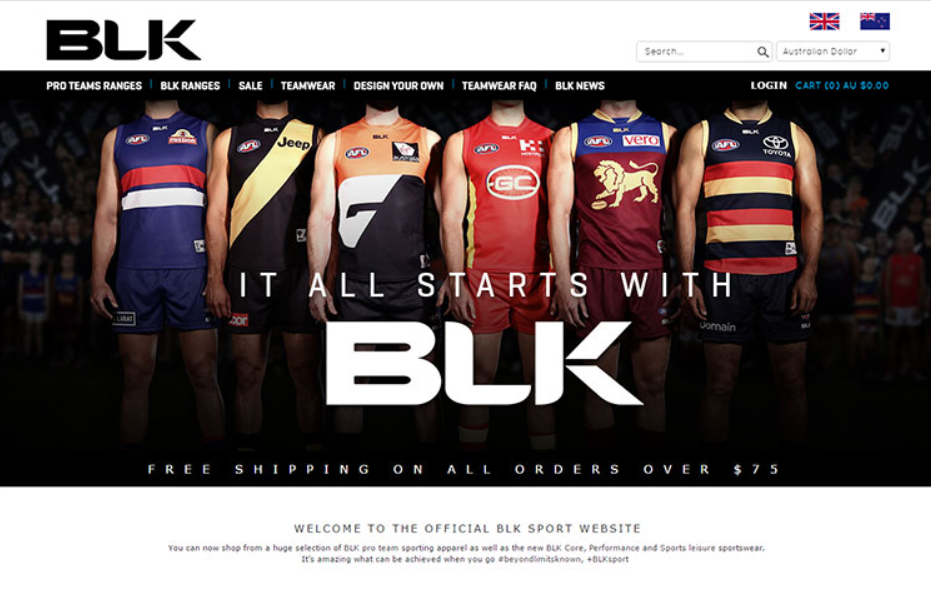 BLK
Search...
Australian Dollar
PRO TEAMS RANGES BLK RANGES SALE TEAMWEAR DESIGN YOUR OWN TEAMWEAR FAQ BLK NEWS LOGIN CART (0) AU $0.00
BLK BLK BLK BLK BLK BLK
AFL AFL Jeep AFL AFL AFL vero AFL TOYOTA
GC
IT ALL STARTS WITH
Domain
BLK
FREE SHIPPING ON ALL ORDERS OVER $75
WELCOME TO THE OFFICIAL BLK SPORT WEBSITE
You can now shop from a huge selection of BLK pro team sporting apparel as well as the new BLK Core, Performance and Sports leisure sportswear.
It's amazing what can be achieved when you go #beyondlimitsknown, +BLKsport